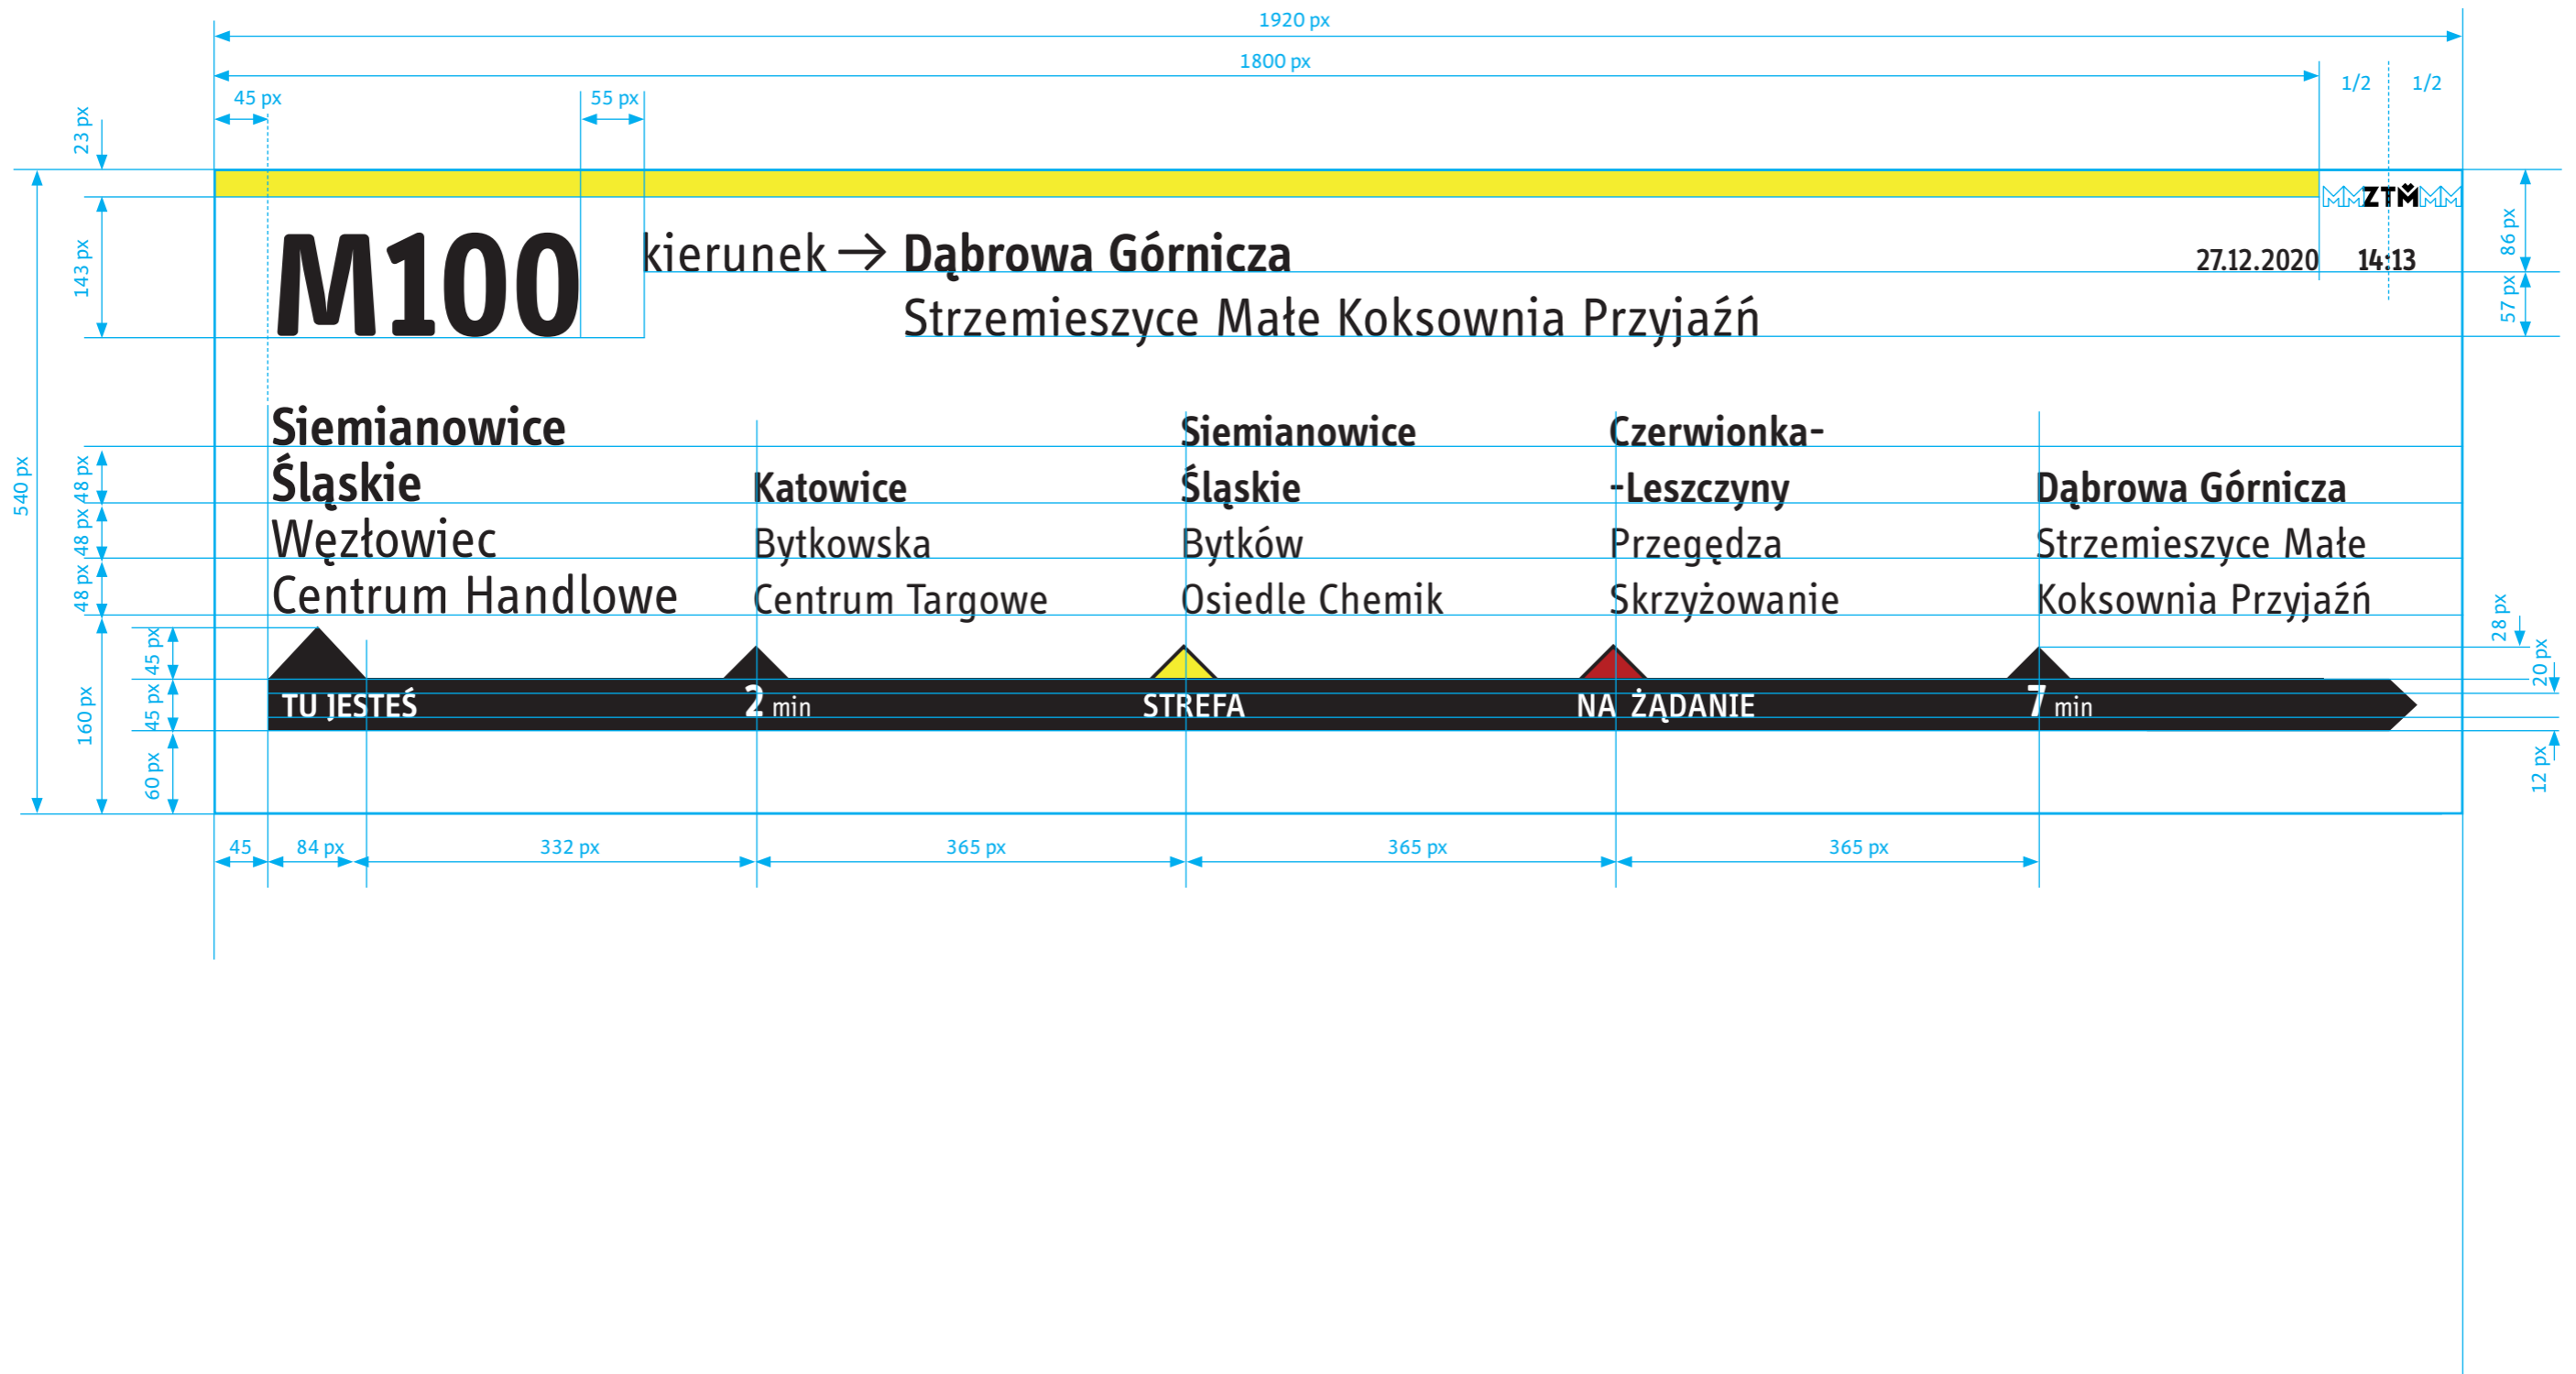 1920 px
1800 px
1/2
1/2
45 px
55 px
23 px
ZTM
M100
kierunek → Dąbrowa Górnicza
27.12.2020
14:13
Strzemieszyce Małe Koksownia Przyjaźń
143 px
86 px
57 px
540 px
Siemianowice
Śląskie
Węzłowiec
Centrum Handlowe
Katowice
Bytkowska
Centrum Targowe
Siemianowice
Śląskie
Bytków
Osiedle Chemik
Czerwionka-
-Leszczyny
Przegędza
Skrzyżowanie
Dąbrowa Górnicza
Strzemieszyce Małe
Koksownia Przyjaźń
48 px
48 px
48 px
160 px
45 px
45 px
60 px
28 px
20 px
12 px
TU JESTEŚ
2 min
STREFA
NA ŻĄDANIE
7 min
45
84 px
332 px
365 px
365 px
365 px